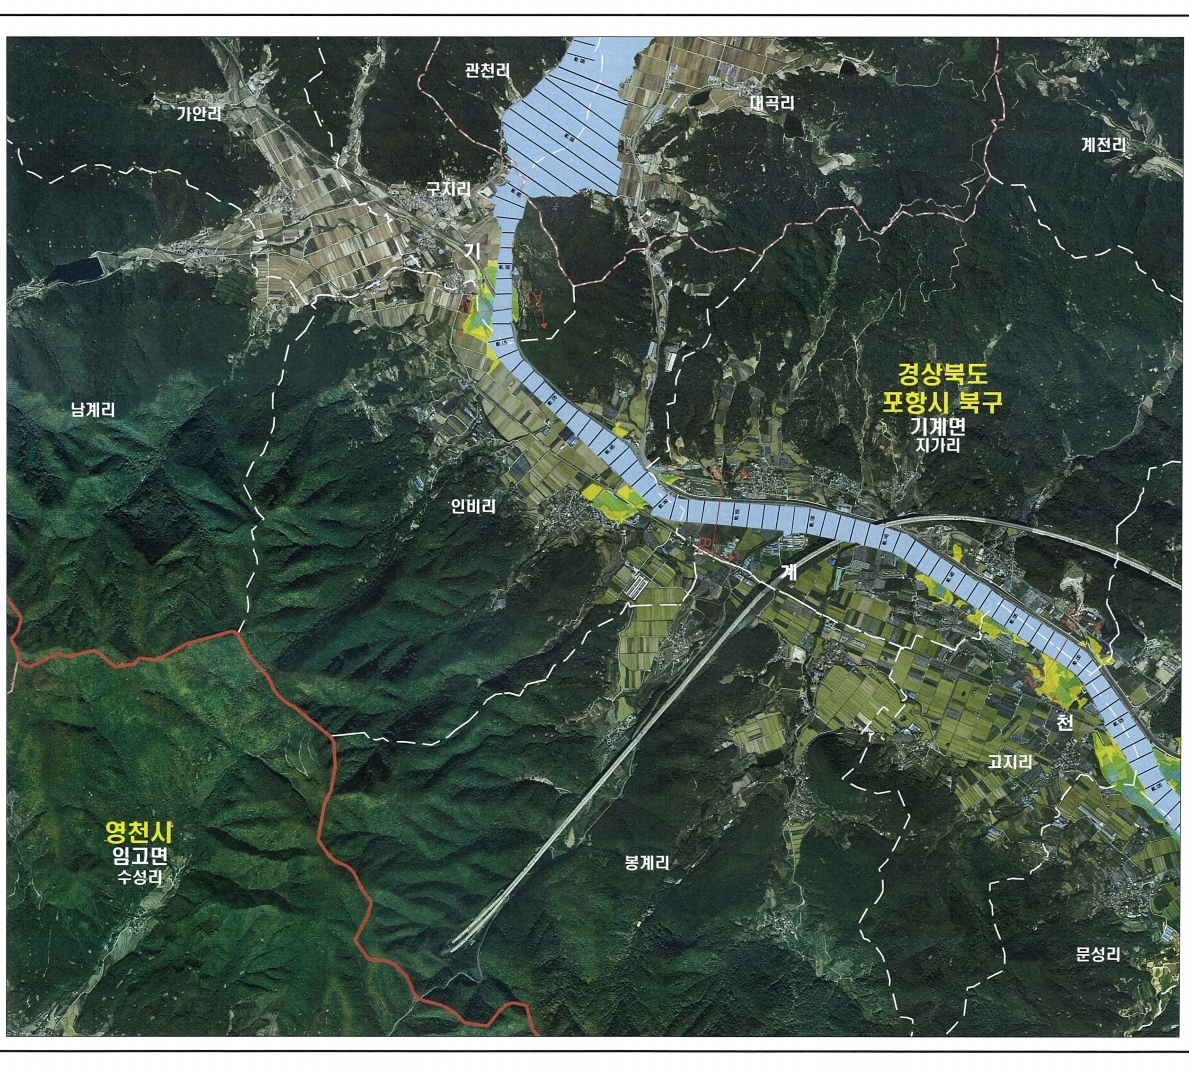 관천리
가안리
대곡리
계전리
구지리
기
경상북도
포항시 북구
기계면
지가리
남계리
인비리
계
천
고지리
영천시
임고면
수성리
봉계리
문성리